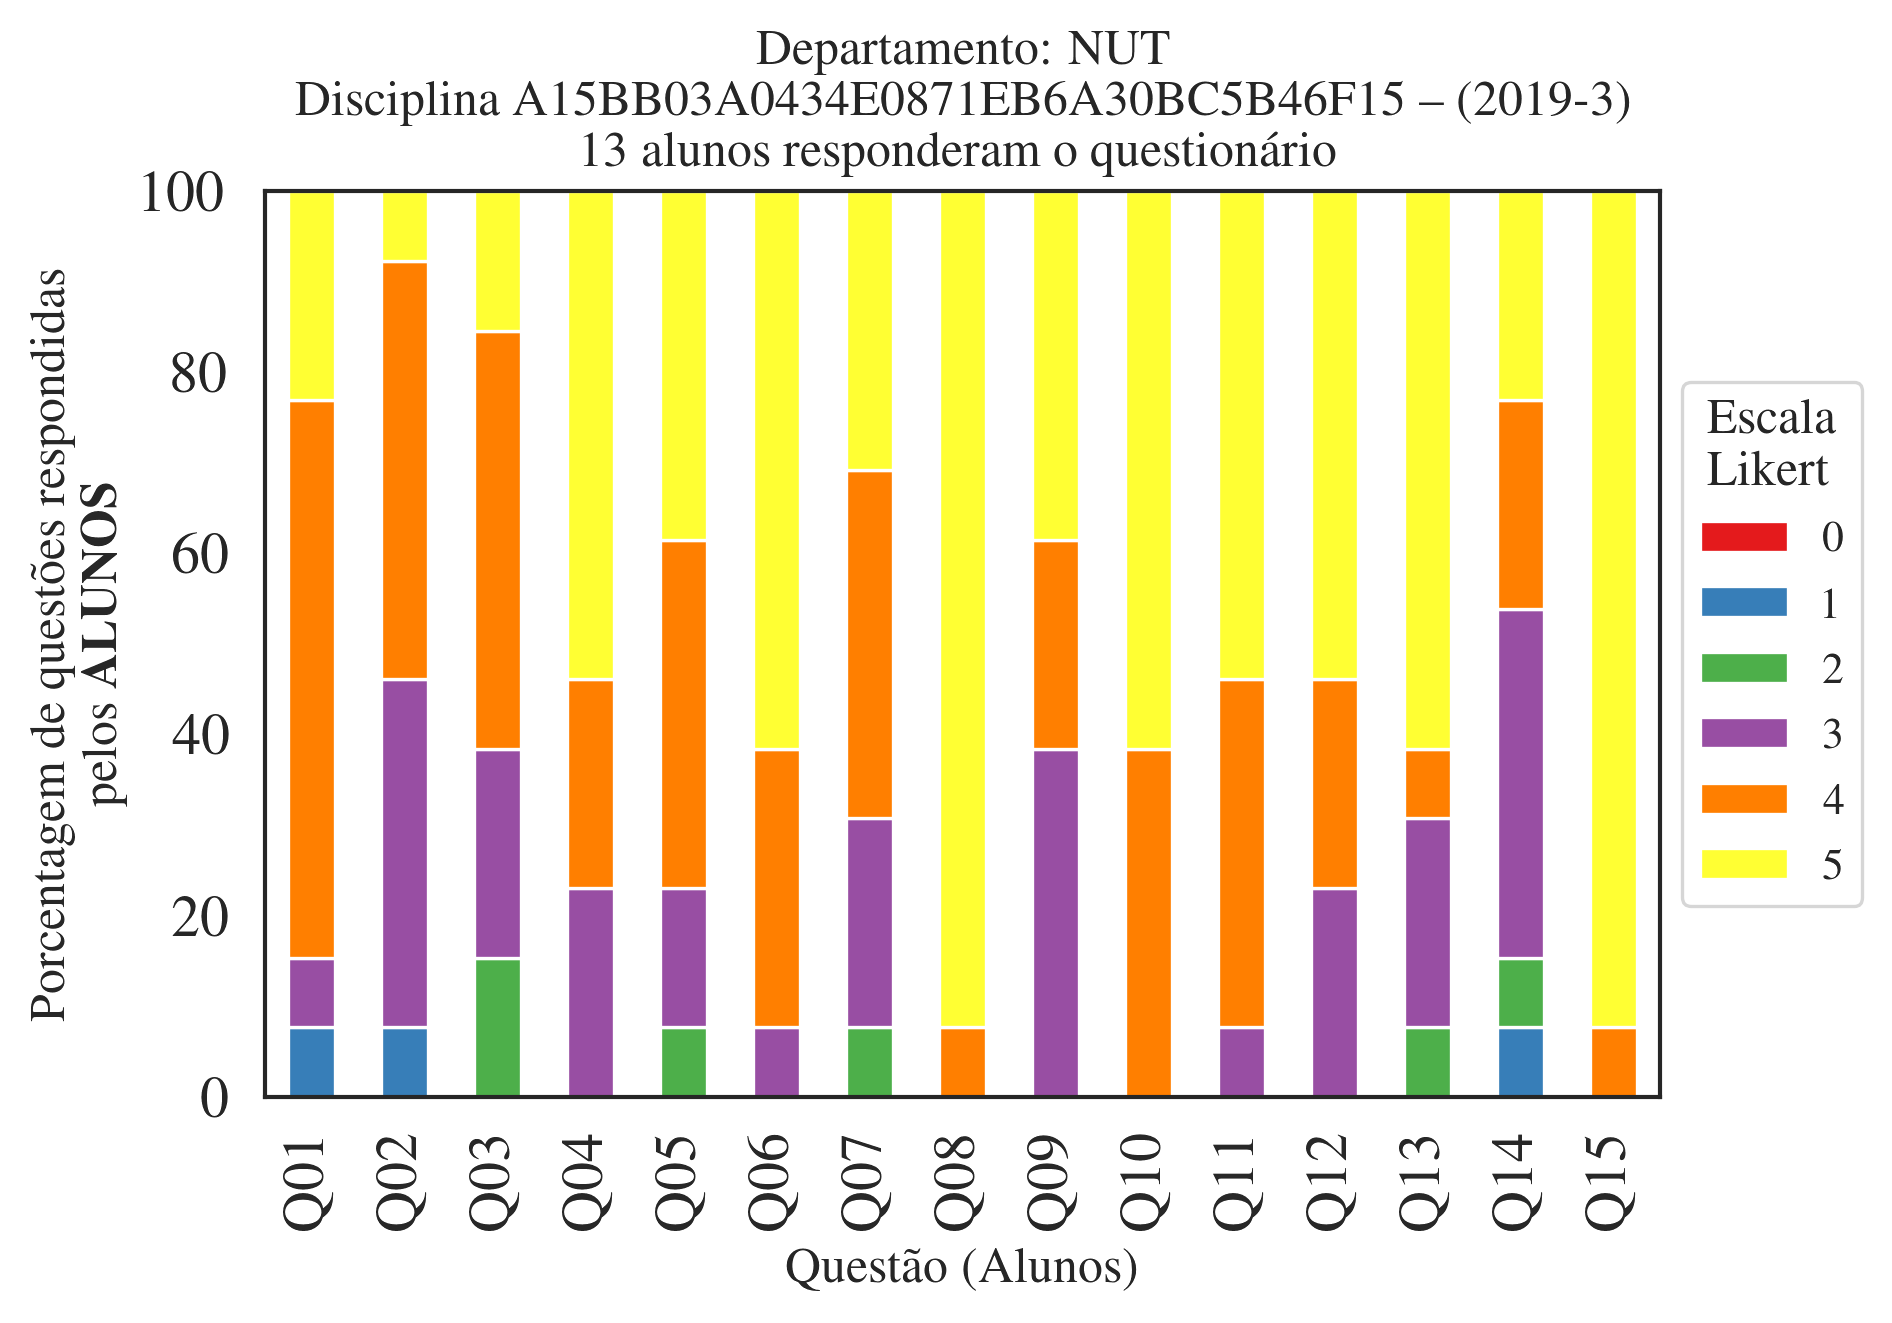 Departamento: NUT
Disciplina A15BB03A0434E0871EB6A30BC5B46F15 – (2019-3)
13 alunos responderam o questionário
Porcentagem de questões respondidas
pelos ALUNOS
100
80
60
40
20
0
Q01
Q02
Q03
Q04
Q05
Q06
Q07
Q08
Q09
Q10
Q11
Q12
Q13
Q14
Q15
Questão (Alunos)
Escala
Likert
0
1
2
3
4
5